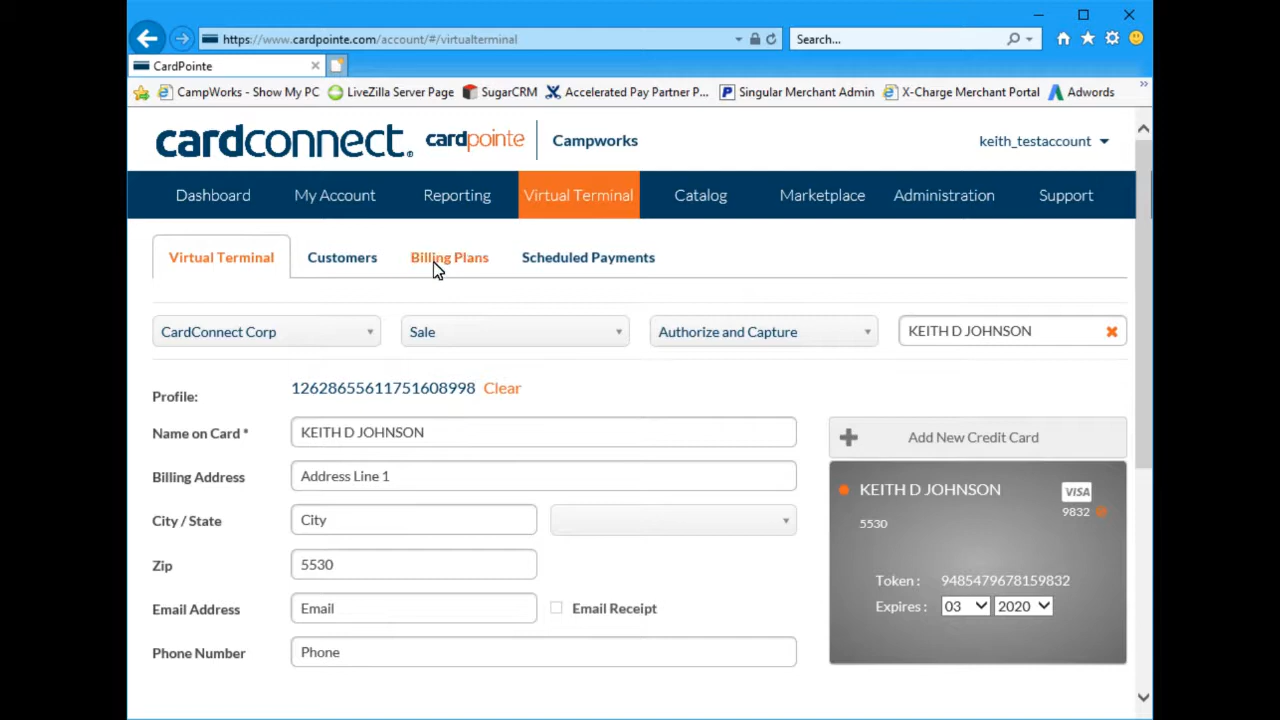 https://www.cardpointe.com/account/#/virtualterminal
Search...
CardPointe
CampWorks - Show My PC
LiveZilla Server Page
SugarCRM
Accelerated Pay Partner P...
Singular Merchant Admin
X-Charge Merchant Portal
Adwords
cardconnect.
cardpointe
Campworks
keith_testaccount
Dashboard
My Account
Reporting
Virtual Terminal
Catalog
Marketplace
Administration
Support
Virtual Terminal
Customers
Billing Plans
Scheduled Payments
CardConnect Corp
Sale
Authorize and Capture
KEITH D JOHNSON
Profile:
12628655611751608998 Clear
Name on Card *
KEITH D JOHNSON
Billing Address
Address Line 1
City / State
City
Zip
5530
Email Address
Email
Email Receipt
Phone Number
Phone
Add New Credit Card
KEITH D JOHNSON
VISA
9832
5530
Token : 9485479678159832
Expires : 03 2020